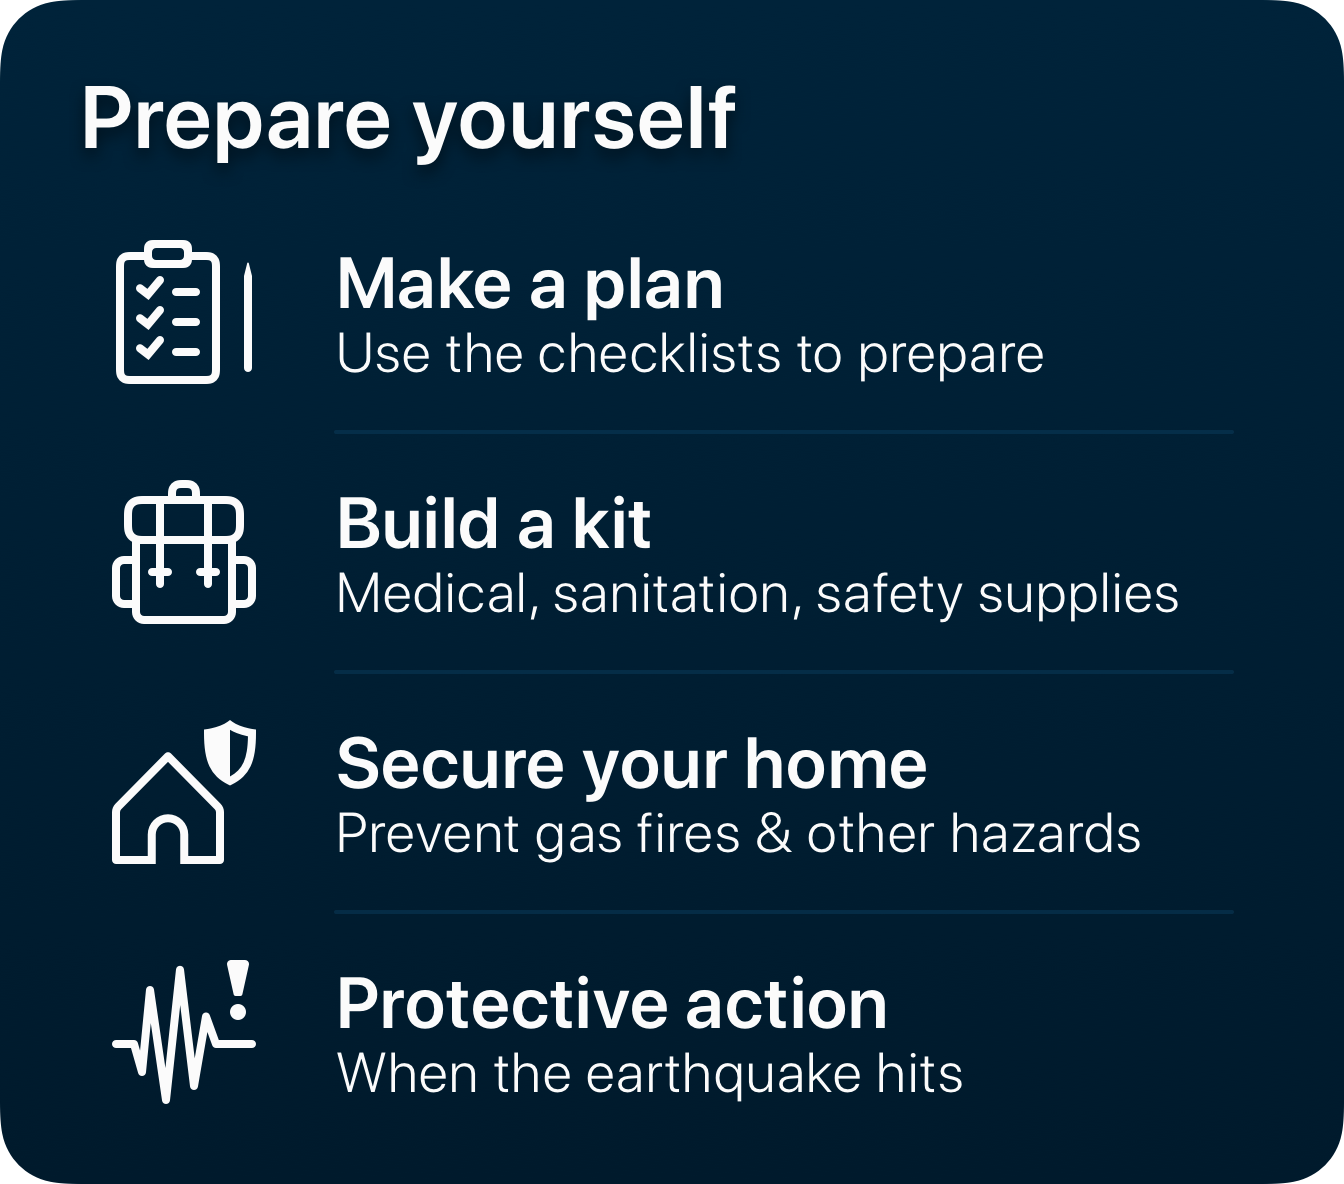 Prepare yourself
Make a plan
Use the checklists to prepare
Build a kit
Medical, sanitation, safety supplies
Secure your home
Prevent gas fires & other hazards
Protective action
When the earthquake hits